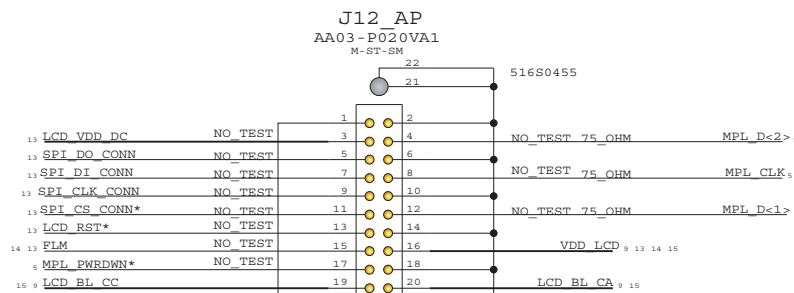 J12_AP
AA03-P020VA1
M-ST-SM
22
516S0455
21
1 2
13 LCD_VDD_DC NO_TEST 3 4 NO_TEST 75_OHM MPL_D<2>
13 SPI_DO_CONN NO_TEST 5 6
13 SPI_DI_CONN NO_TEST 7 8 NO_TEST 75_OHM MPL_CLK 5
13 SPI_CLK_CONN NO_TEST 9 10
13 SPI_CS_CONN* NO_TEST 11 12 NO_TEST 75_OHM MPL_D<1>
13 LCD_RST* NO_TEST 13 14
14 13 FLM NO_TEST 15 16 VDD_LCD 9 13 14 15
5 MPL_PWRDWN* NO_TEST 17 18
15 9 LCD_BL_CC 19 20 LCD_BL_CA 9 15